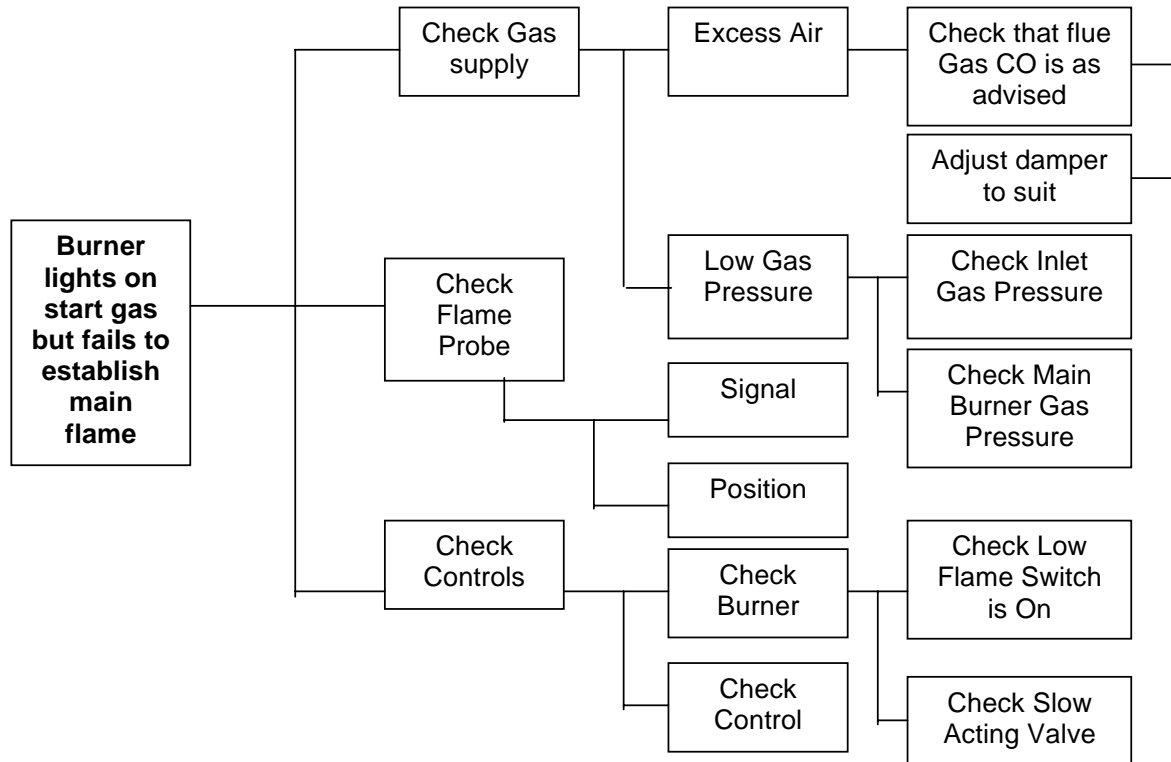 Check Gas
supply
Excess Air
Check that flue
Gas CO is as
advised
Adjust damper
to suit
Burner
lights on
start gas
but fails to
establish
main
flame
Check
Flame
Probe
Low Gas
Pressure
Check Inlet
Gas Pressure
Check Main
Burner Gas
Pressure
Signal
Position
Check
Controls
Check
Burner
Check Low
Flame Switch
is On
Check
Control
Check Slow
Acting Valve